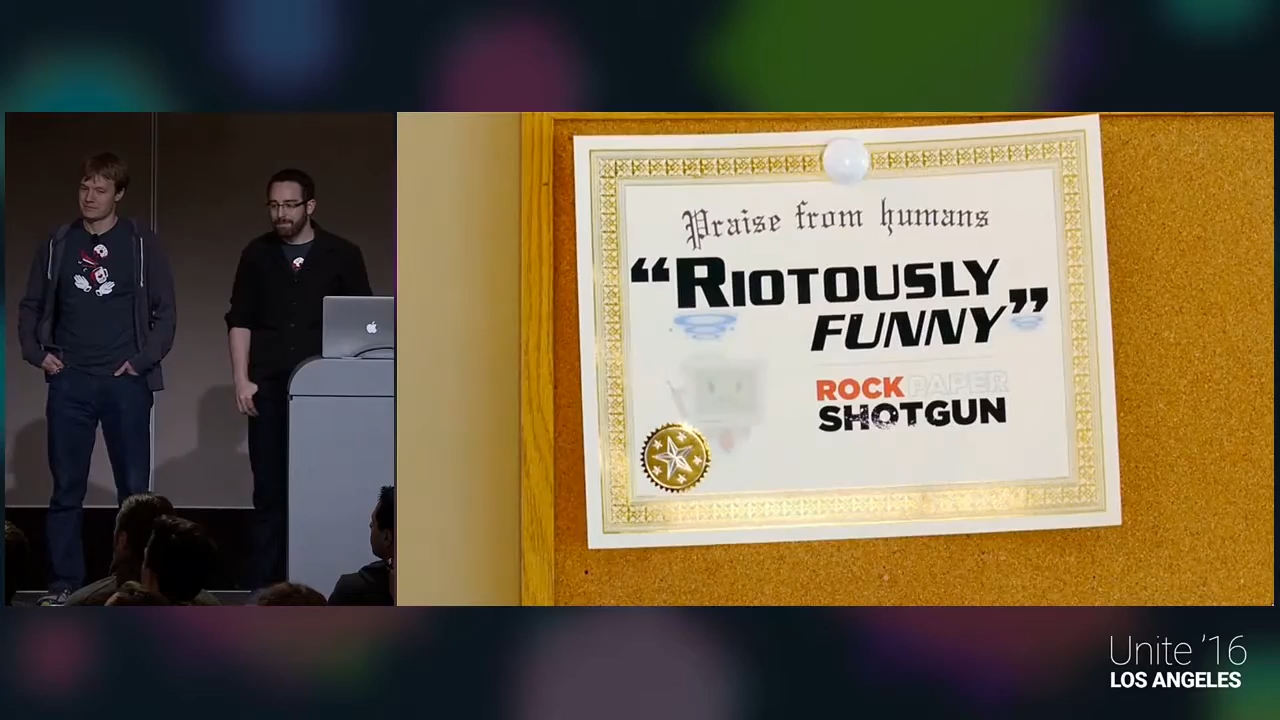 Praise from humans
“RIOTOUSLY
FUNNY”
ROCK PAPER
SHOTGUN
Unite ’16
LOS ANGELES